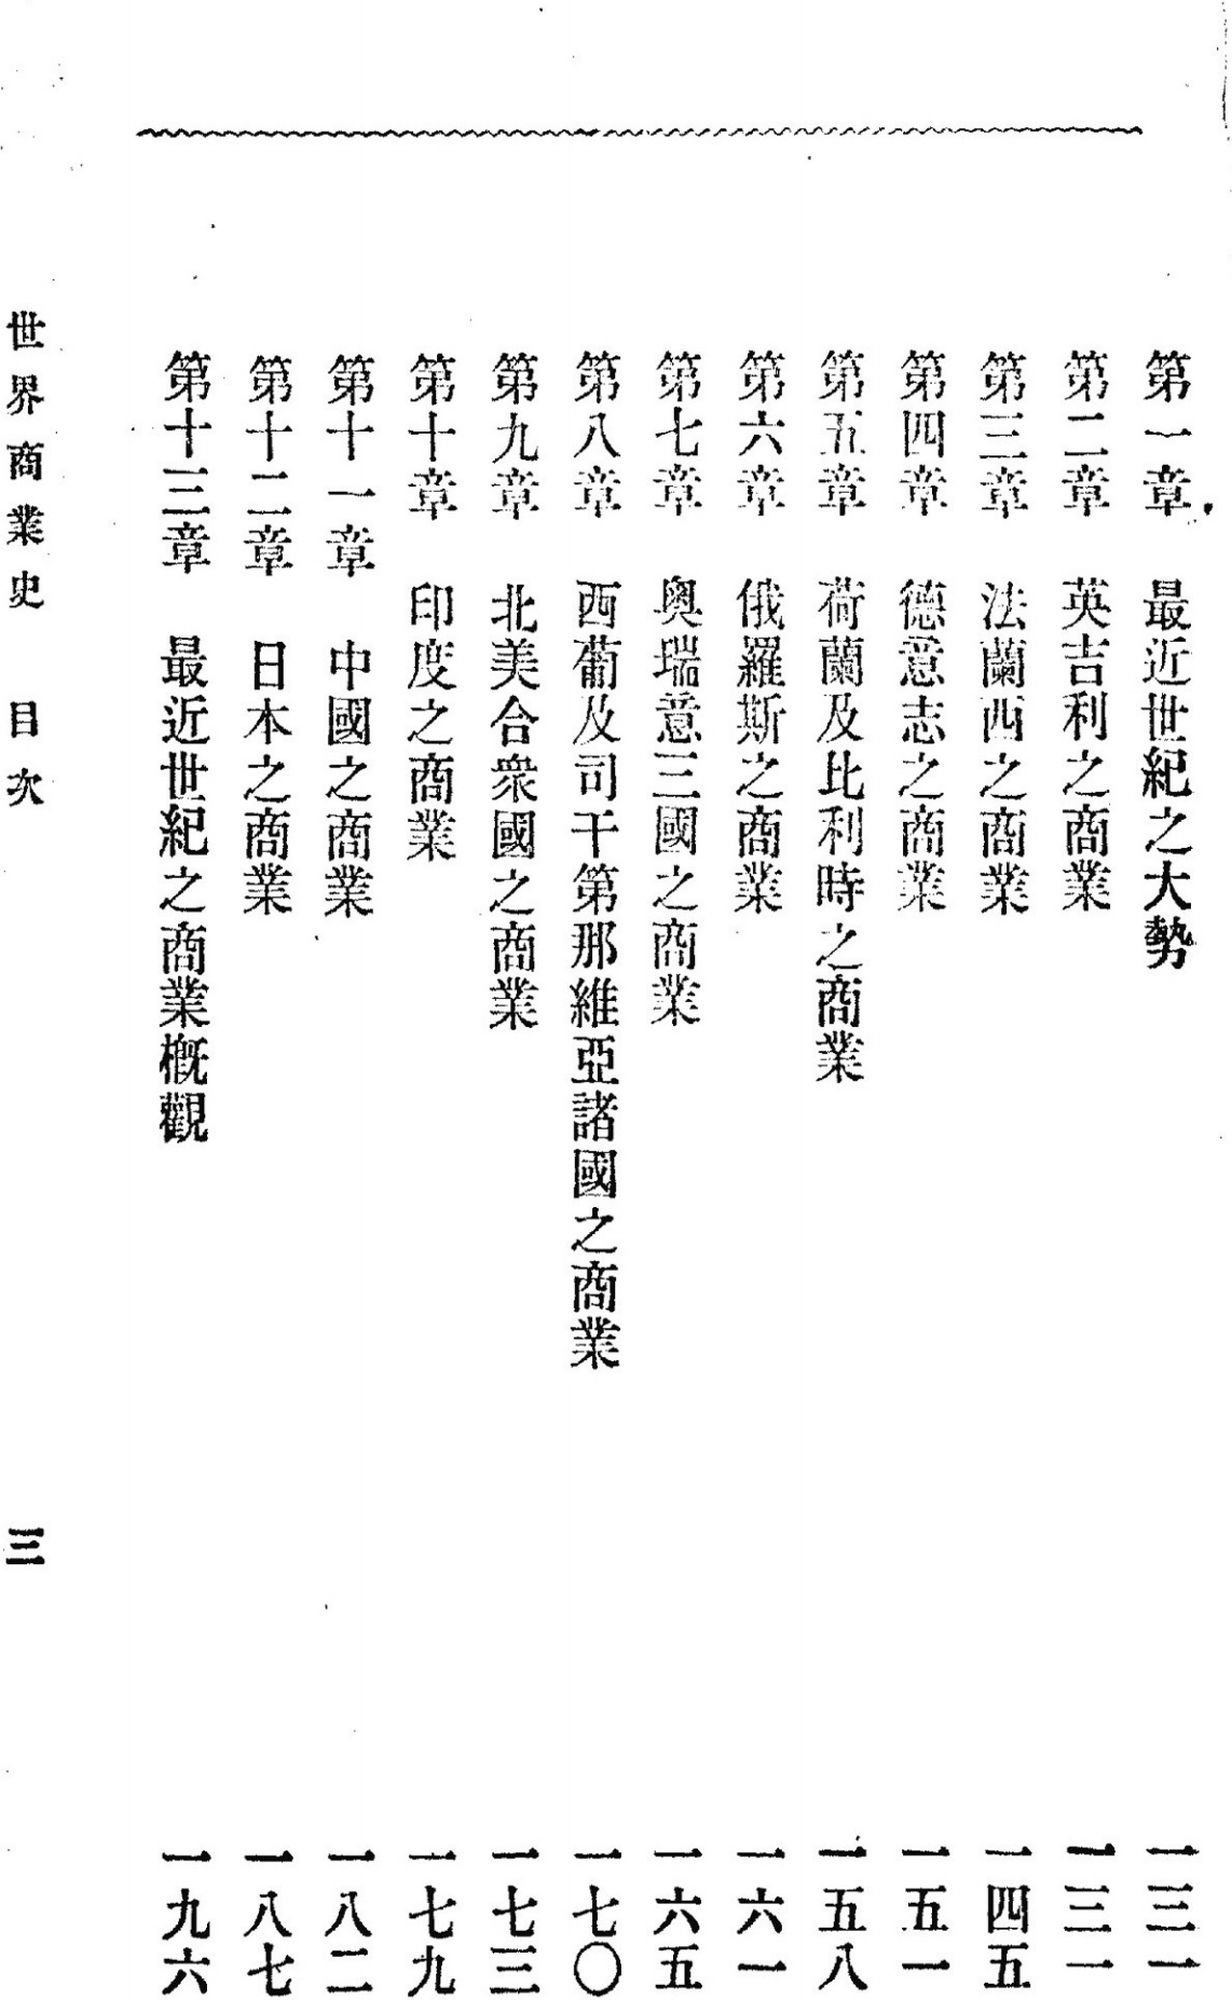 第一章 最近世紀之大勢 一三一
第二章 英吉利之商業 一三一
第三章 法蘭西之商業 一四五
第四章 德意志之商業 一五一
第五章 荷蘭及比利時之商業 一五八
第六章 俄羅斯之商業 一六一
第七章 奧瑞意三國之商業 一六五
第八章 西葡及司干第那維亞諸國之商業 一七〇
第九章 北美合衆國之商業 一七三
第十章 印度之商業 一七九
第十一章 中國之商業 一八二
第十二章 日本之商業 一八七
第十三章 最近世紀之商業概觀 一九六
世界商業史 目次 三